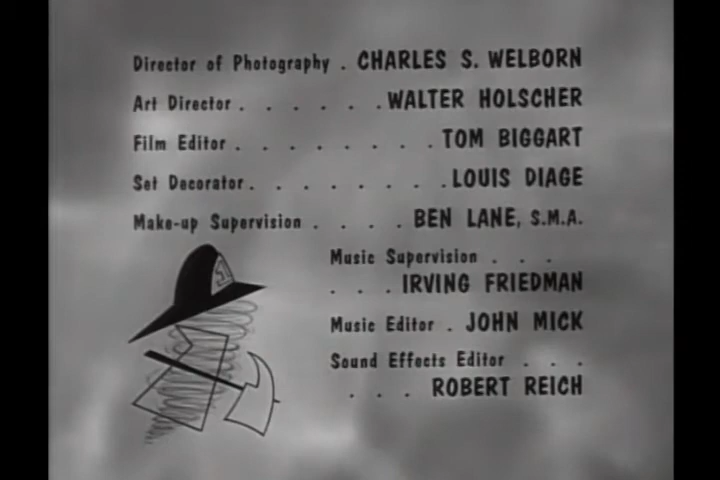 Director of Photography . CHARLES S. WELBORN
Art Director . . . . . . . WALTER HOLSCHER
Film Editor . . . . . . . . TOM BIGGART
Set Decorator. . . . . . . . LOUIS DIAGE
Make-up Supervision . . . . BEN LANE, S.M.A.
Music Supervision . . .
. . . IRVING FRIEDMAN
Music Editor . JOHN MICK
Sound Effects Editor . . .
. . . ROBERT REICH
1